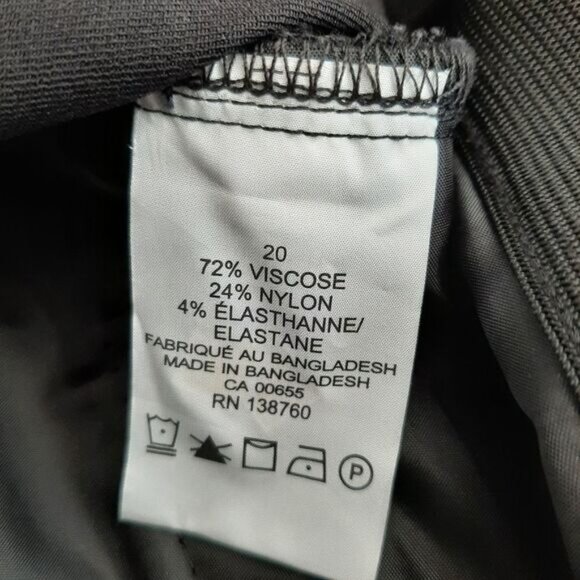 20
72% VISCOSE
24% NYLON
4% ÉLASTHANNE/
ELASTANE
FABRIQUÉ AU BANGLADESH
MADE IN BANGLADESH
CA 00655
RN 138760
P